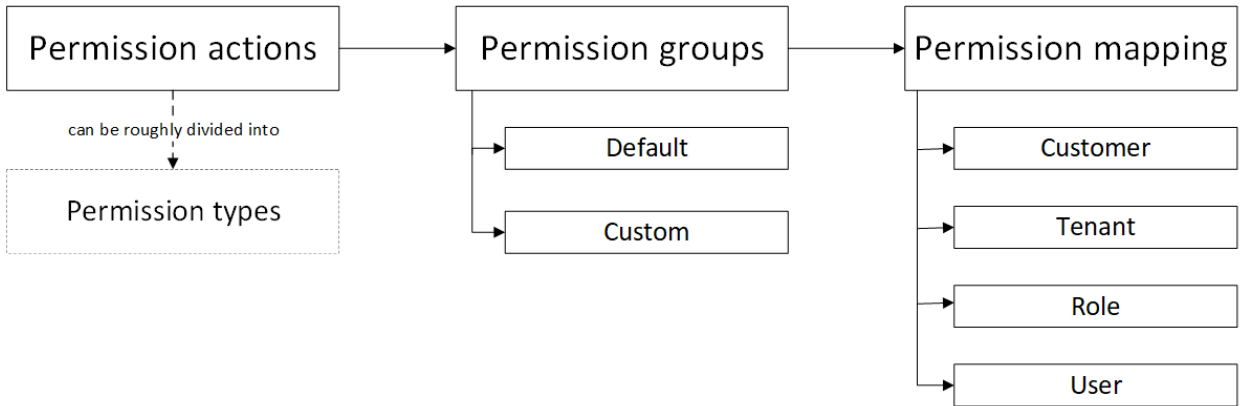 Permission actions
Permission groups
Permission mapping
can be roughly divided into
Permission types
Default
Custom
Customer
Tenant
Role
User